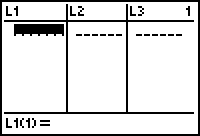 L1 L2 L3 1
------ ------
L1(1)=